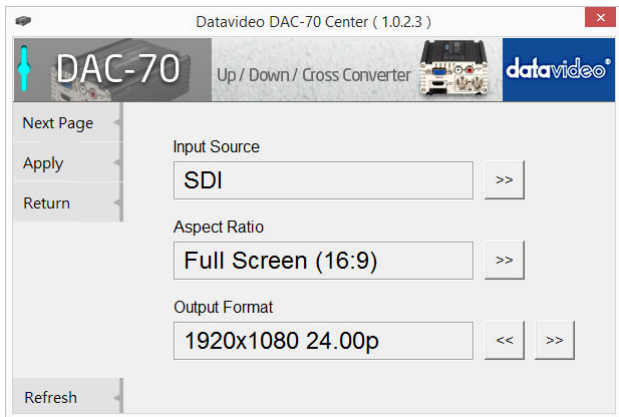 Datavideo DAC-70 Center ( 1.0.2.3 )
DAC-70
Up / Down / Cross Converter
datavideo®
Next Page
Apply
Return
Input Source
SDI
>>
Aspect Ratio
Full Screen (16:9)
>>
Output Format
1920x1080 24.00p
<<
>>
Refresh